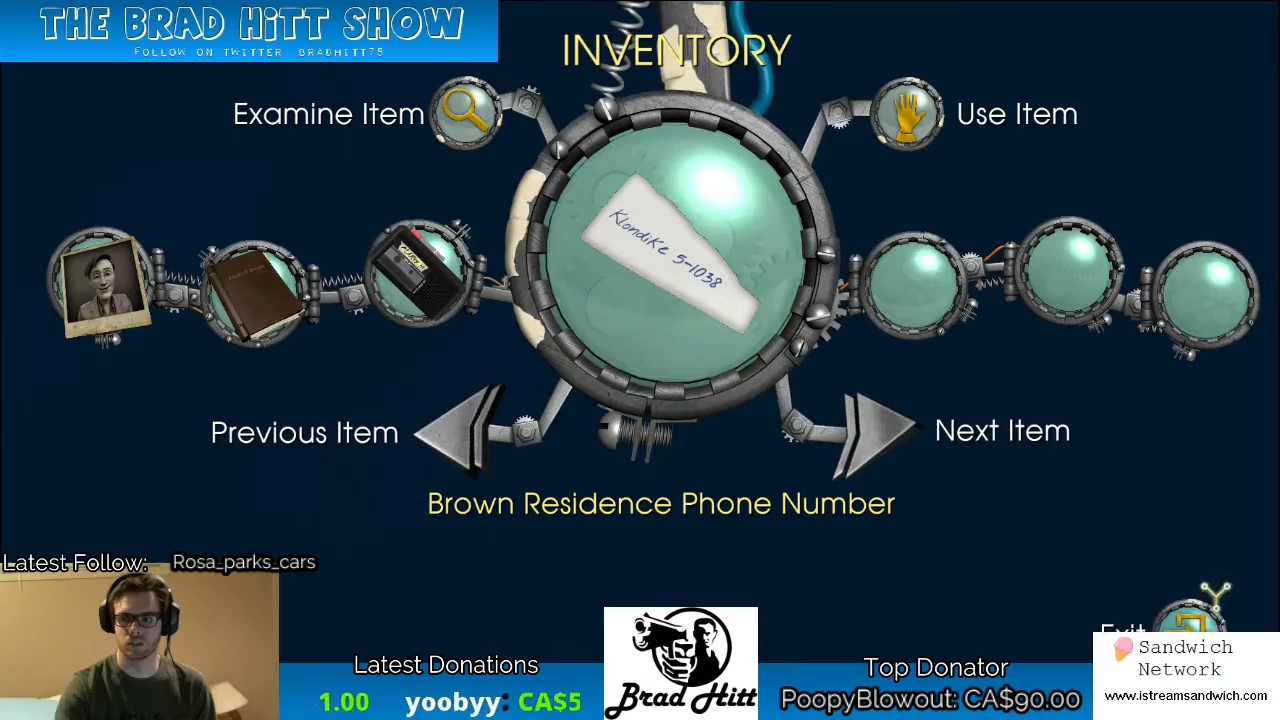 THE BRAD HiTT SHOW
FOLLOW ON TWITTER BRADHITT75
INVENTORY
Examine Item
Use Item
Klondike 5-1038
Previous Item
Next Item
Brown Residence Phone Number
Latest Follow: Rosa_parks_cars
Exit
Sandwich
Network
www.istreamsandwich.com
Latest Donations
1.00 yoobyy: CA$5
Brad Hitt
Top Donator
PoopyBlowout: CA$90.00